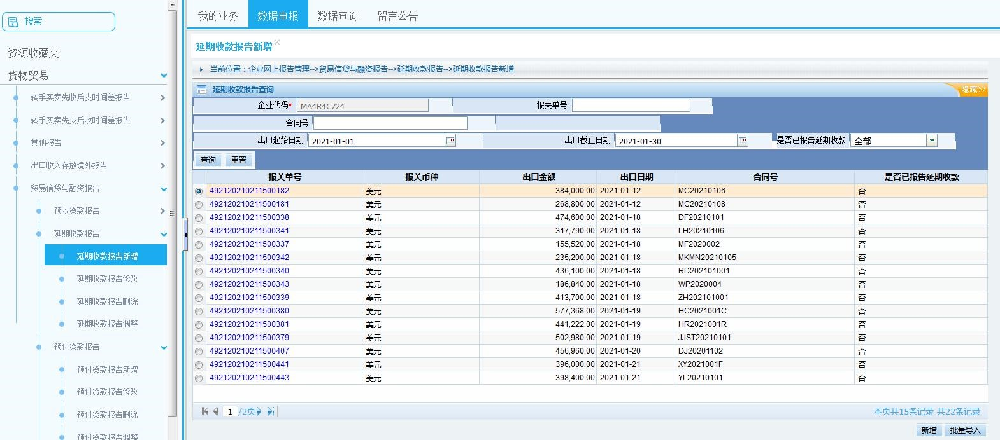 搜索
资源收藏夹
货物贸易
转手买卖先收后支时间差报告
转手买卖先支后收时间差报告
其他报告
出口收入存放境外报告
贸易信贷与融资报告
预收货款报告
延期收款报告
延期收款报告新增
延期收款报告修改
延期收款报告删除
延期收款报告调整
预付货款报告
预付货款报告新增
预付货款报告修改
预付货款报告删除
预付货款报告调整
我的业务 数据申报 数据查询 留言公告
延期收款报告新增
当前位置：企业网上报告管理-->贸易信贷与融资报告-->延期收款报告-->延期收款报告新增
延期收款报告查询 隐藏>>
企业代码* MA4R4C724 报关单号
合同号
出口起始日期 2021-01-01 出口截止日期 2021-01-30 是否已报告延期收款 全部
查询 重置
报关单号 报关币种 出口金额 出口日期 合同号 是否已报告延期收款
492120210211500182 美元 384,000.00 2021-01-12 MC20210106 否
492120210211500181 美元 268,800.00 2021-01-12 MC20210108 否
492120210211500338 美元 474,600.00 2021-01-18 DF20210101 否
492120210211500341 美元 317,790.00 2021-01-18 LH20210106 否
492120210211500337 美元 155,520.00 2021-01-18 MF2020002 否
492120210211500342 美元 235,200.00 2021-01-18 MKMN20210105 否
492120210211500340 美元 436,100.00 2021-01-18 RD202101001 否
492120210211500343 美元 186,840.00 2021-01-18 WP2020004 否
492120210211500339 美元 413,700.00 2021-01-18 ZH202101001 否
492120210211500380 美元 577,368.00 2021-01-19 HC2021001C 否
492120210211500381 美元 441,222.00 2021-01-19 HR2021001R 否
492120210211500379 美元 502,980.00 2021-01-19 JJST20210101 否
492120210211500407 美元 456,960.00 2021-01-20 DJ20201102 否
492120210211500441 美元 396,000.00 2021-01-21 XY2021001F 否
492120210211500443 美元 398,400.00 2021-01-21 YL20210101 否
1 /2页 本页共15条记录 共22条记录
新增 批量导入